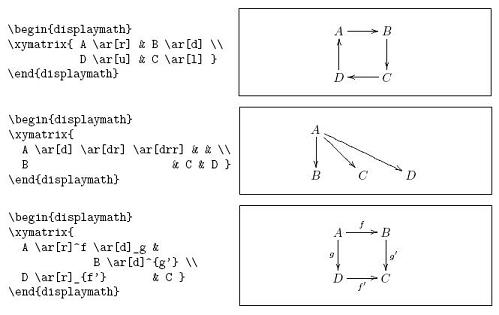 \begin{displaymath}
\xymatrix{ A \ar[r] & B \ar[d] \\
D \ar[u] & C \ar[l] }
\end{displaymath}
A B
D C
\begin{displaymath}
\xymatrix{
A \ar[d] \ar[dr] \ar[drr] & & \\
B & C & D }
\end{displaymath}
A
B C D
\begin{displaymath}
\xymatrix{
A \ar[r]^f \ar[d]_g &
B \ar[d]^{g'} \\
D \ar[r]_{f'} & C }
\end{displaymath}
A f B
g g′
D f′ C